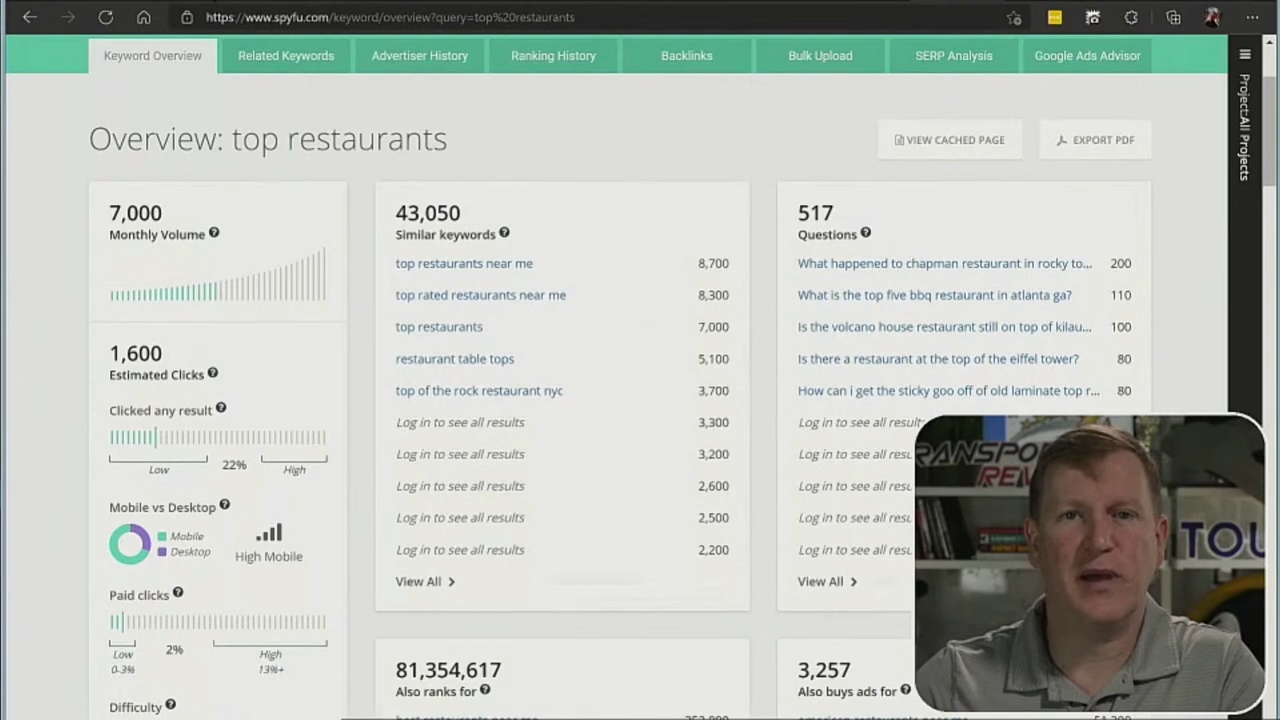 https://www.spyfu.com/keyword/overview?query=top%20restaurants
Keyword Overview
Related Keywords
Advertiser History
Ranking History
Backlinks
Bulk Upload
SERP Analysis
Google Ads Advisor
Project:All Projects
Overview: top restaurants
VIEW CACHED PAGE
EXPORT PDF
7,000
Monthly Volume
1,600
Estimated Clicks
Clicked any result
Low
22%
High
Mobile vs Desktop
Mobile
Desktop
High Mobile
Paid clicks
Low
0-3%
2%
High
13%+
Difficulty
43,050
Similar keywords
top restaurants near me 8,700
top rated restaurants near me 8,300
top restaurants 7,000
restaurant table tops 5,100
top of the rock restaurant nyc 3,700
Log in to see all results 3,300
Log in to see all results 3,200
Log in to see all results 2,600
Log in to see all results 2,500
Log in to see all results 2,200
View All
517
Questions
What happened to chapman restaurant in rocky to... 200
What is the top five bbq restaurant in atlanta ga? 110
Is the volcano house restaurant still on top of kilau... 100
Is there a restaurant at the top of the eiffel tower? 80
How can i get the sticky goo off of old laminate top r... 80
Log in to see all result
Log in to see all resu
Log in to see all resu
Log in to see all resu
Log in to see all resu
View All
81,354,617
Also ranks for
3,257
Also buys ads for
TOU